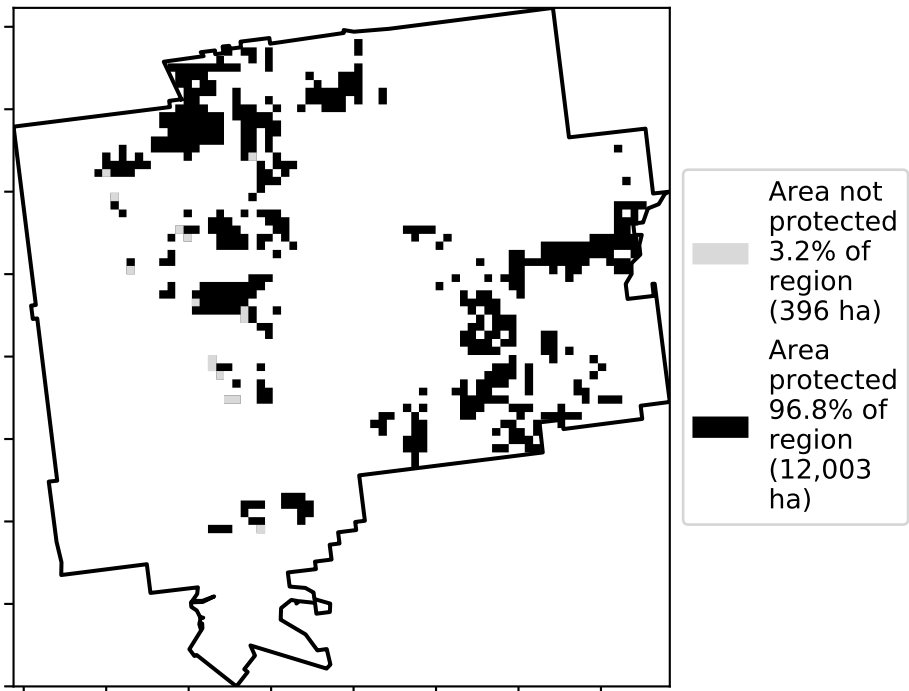 Area not
protected
3.2% of
region
(396 ha)
Area
protected
96.8% of
region
(12,003
ha)